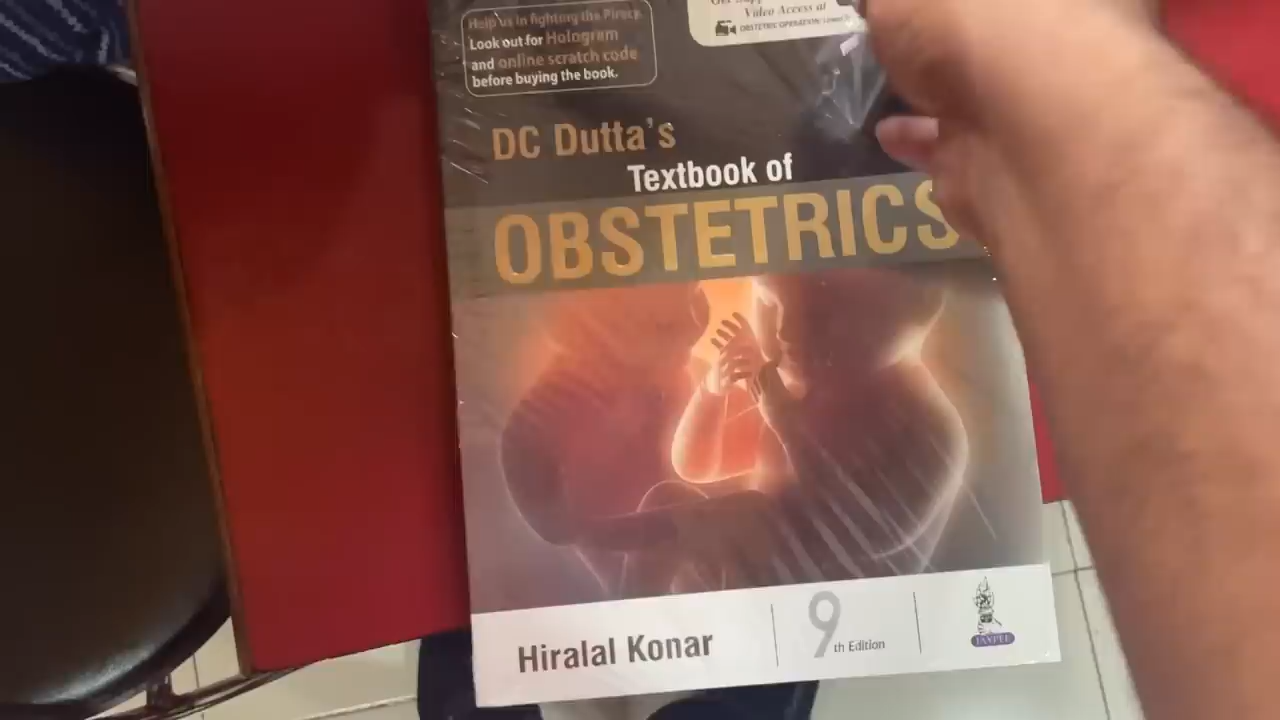 Help us in fighting the Piracy.
Look out for Hologram
and online scratch code
before buying the book.
Video Access at
DC Dutta's
Textbook of
OBSTETRICS
Hiralal Konar
9th Edition
JAYPEE